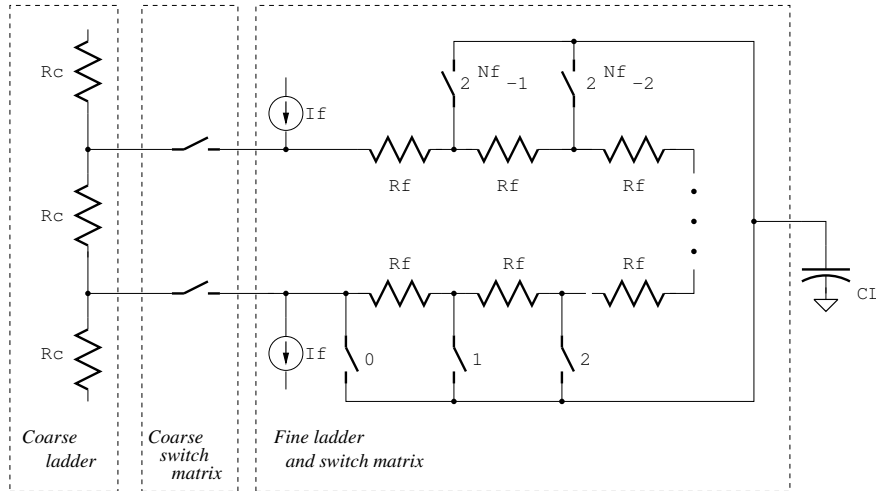 Rc
Rc
Rc
If
2 Nf -1
2 Nf -2
Rf
Rf
Rf
Rf
Rf
Rf
If
0
1
2
CL
Coarse
ladder
Coarse
switch
matrix
Fine ladder
and switch matrix